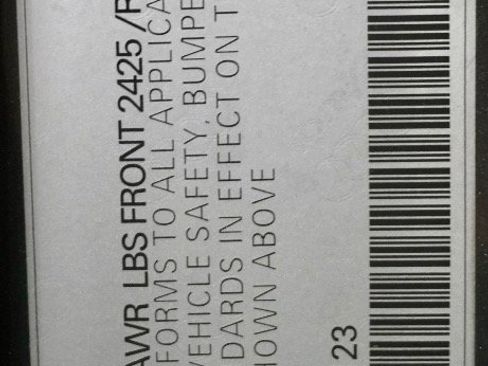 AWR LBS FRONT 2425 /R
FORMS TO ALL APPLICA
VEHICLE SAFETY, BUMPE
DARDS IN EFFECT ON T
HOWN ABOVE
23